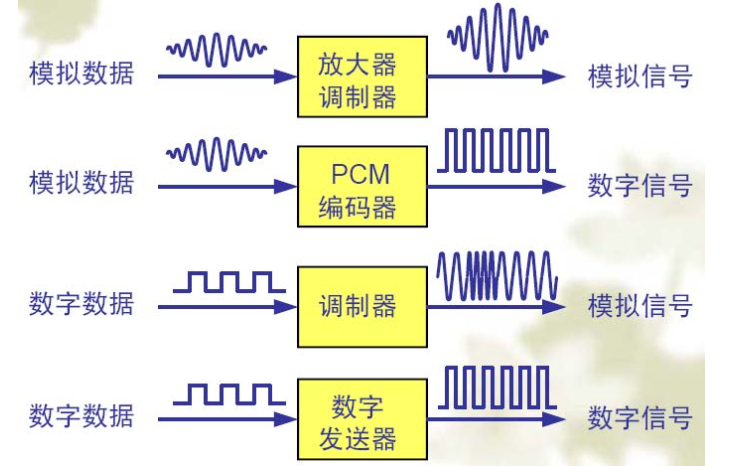 模拟数据
放大器
调制器
模拟信号
模拟数据
PCM
编码器
数字信号
数字数据
调制器
模拟信号
数字数据
数字
发送器
数字信号